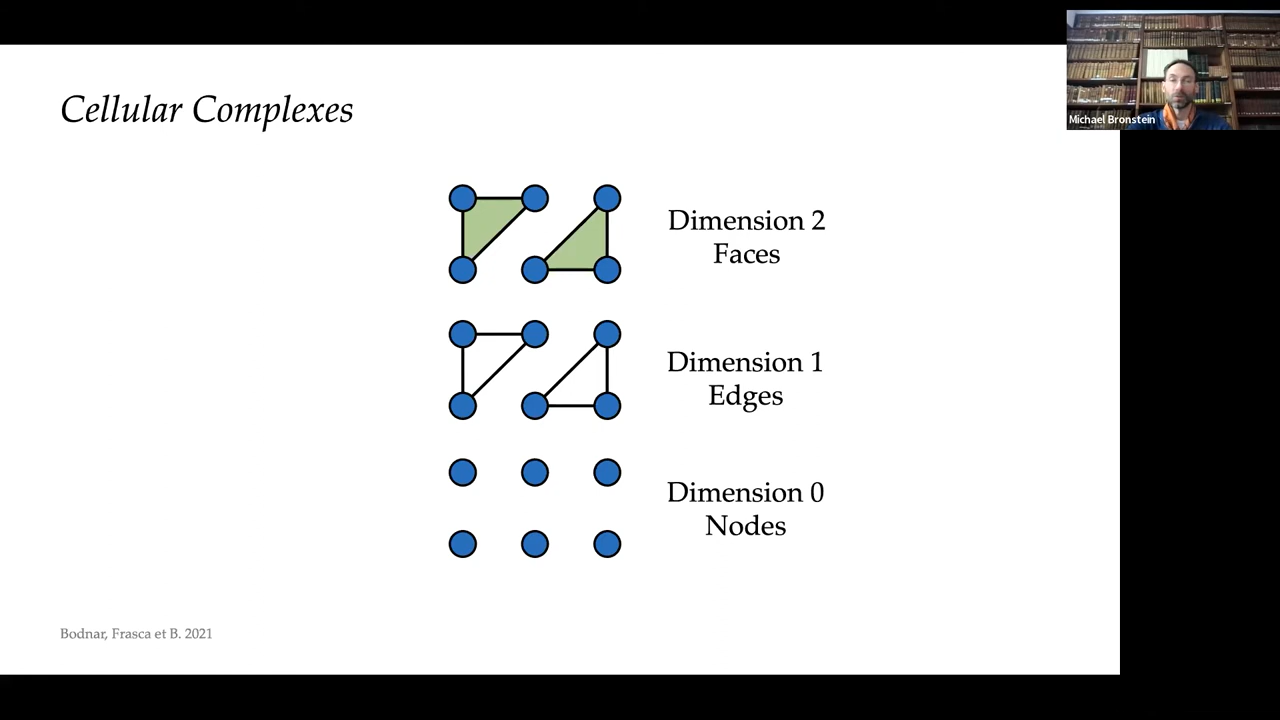 Cellular Complexes
Michael Bronstein
Dimension 2
Faces
Dimension 1
Edges
Dimension 0
Nodes
Bodnar, Frasca et B. 2021